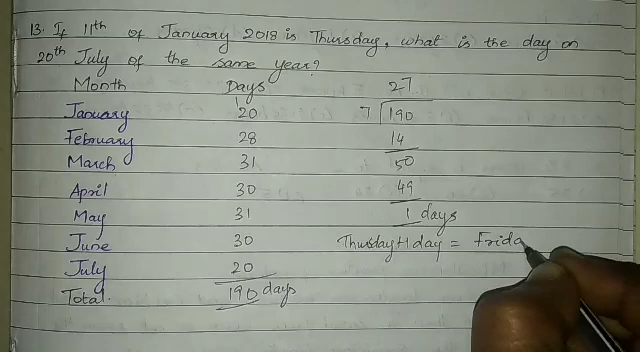 13. If 11th of January 2018 is Thursday, what is the day on
20th July of the same year?
Month Days 27
January 20 7 190
February 28 14
March 31 50
April 30 49
May 31 1 days
June 30 Thusday+1 day = Frida
July 20
Total. 190 days